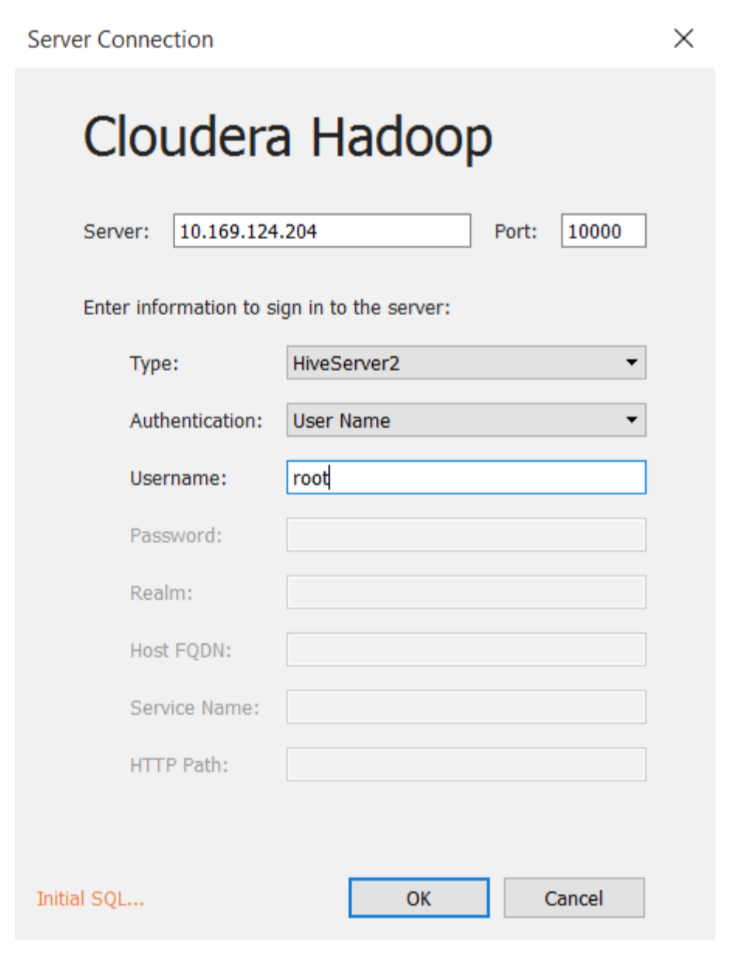 Server Connection
Cloudera Hadoop
Server: 10.169.124.204 Port: 10000
Enter information to sign in to the server:
Type: HiveServer2
Authentication: User Name
Username: root
Password:
Realm:
Host FQDN:
Service Name:
HTTP Path:
Initial SQL... OK Cancel